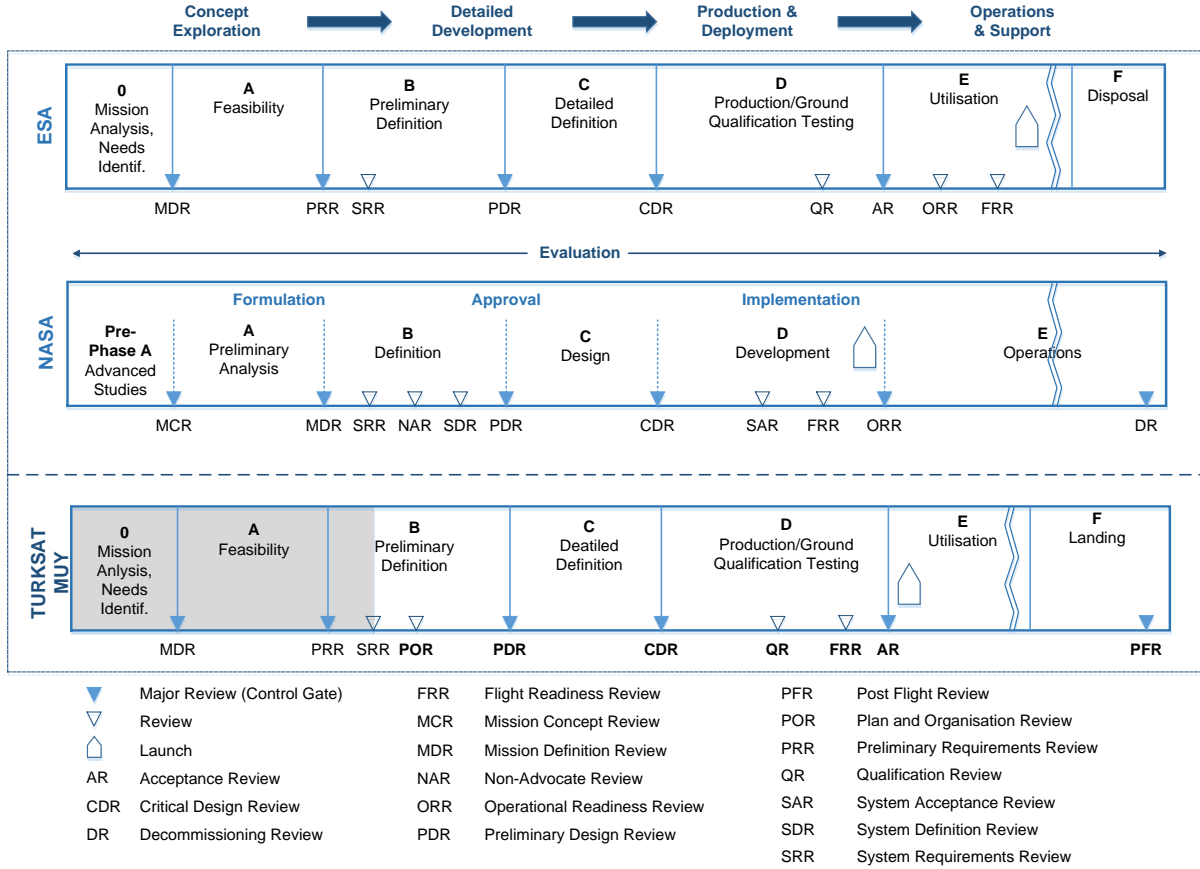 Concept
Exploration
Detailed
Development
Production &
Deployment
Operations
& Support
ESA
0
Mission
Analysis,
Needs
Identif.
A
Feasibility
B
Preliminary
Definition
C
Detailed
Definition
D
Production/Ground
Qualification Testing
E
Utilisation
F
Disposal
MDR
PRR
SRR
PDR
CDR
QR
AR
ORR
FRR
Evaluation
NASA
Formulation
Approval
Implementation
Pre-
Phase A
Advanced
Studies
A
Preliminary
Analysis
B
Definition
C
Design
D
Development
E
Operations
MCR
MDR
SRR
NAR
SDR
PDR
CDR
SAR
FRR
ORR
DR
TURKSAT
MUY
0
Mission
Anlysis,
Needs
Identif.
A
Feasibility
B
Preliminary
Definition
C
Deatiled
Definition
D
Production/Ground
Qualification Testing
E
Utilisation
F
Landing
MDR
PRR
SRR
POR
PDR
CDR
QR
FRR
AR
PFR
Major Review (Control Gate)
Review
Launch
AR Acceptance Review
CDR Critical Design Review
DR Decommissioning Review
FRR Flight Readiness Review
MCR Mission Concept Review
MDR Mission Definition Review
NAR Non-Advocate Review
ORR Operational Readiness Review
PDR Preliminary Design Review
PFR Post Flight Review
POR Plan and Organisation Review
PRR Preliminary Requirements Review
QR Qualification Review
SAR System Acceptance Review
SDR System Definition Review
SRR System Requirements Review